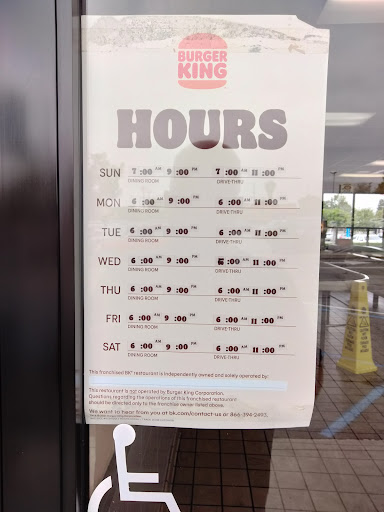 BURGER
KING
HOURS
SUN 7:00 AM 9:00 PM 7:00 AM 11:00 PM
DINING ROOM DRIVE-THRU
MON 6:00 AM 9:00 PM 6:00 AM 11:00 PM
DINING ROOM DRIVE-THRU
TUE 6:00 AM 9:00 PM 6:00 AM 11:00 PM
DINING ROOM DRIVE-THRU
WED 6:00 AM 9:00 PM 6:00 AM 11:00 PM
DINING ROOM DRIVE-THRU
THU 6:00 AM 9:00 PM 6:00 AM 11:00 PM
DINING ROOM DRIVE-THRU
FRI 6:00 AM 9:00 PM 6:00 AM 11:00 PM
DINING ROOM DRIVE-THRU
SAT 6:00 AM 9:00 PM 6:00 AM 11:00 PM
DINING ROOM DRIVE-THRU
This franchised BK® restaurant is independently owned and solely operated by:
This restaurant is not operated by Burger King Corporation.
Questions regarding the operations of this franchised restaurant
should be directed only to the franchise owner listed above.
We want to hear from you at bk.com/contact-us or 866-394-2493.